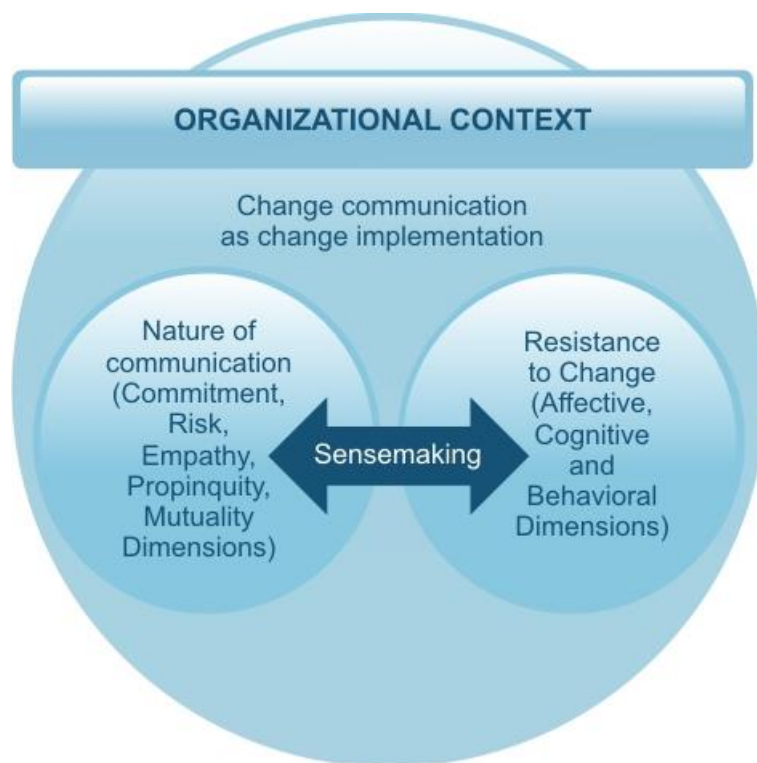 ORGANIZATIONAL CONTEXT
Change communication
as change implementation
Nature of
communication
(Commitment,
Risk,
Empathy,
Propinquity,
Mutuality
Dimensions)
Sensemaking
Resistance
to Change
(Affective,
Cognitive
and
Behavioral
Dimensions)